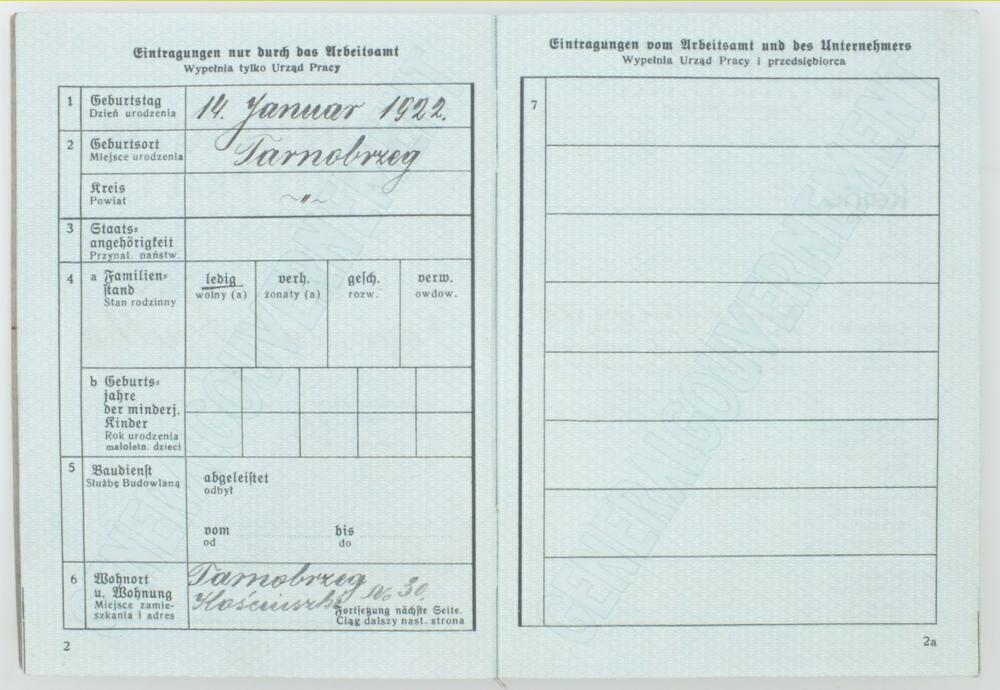 Eintragungen nur durch das Arbeitsamt
Wypełnia tylko Urząd Pracy
1 Geburtstag 14. Januar 1922.
Dzień urodzenia
2 Geburtsort Tarnobrzeg
Miejsce urodzenia
Kreis ~"~
Powiat
3 Staats=
angehörigkeit
Przynal. państw.
4 a Familien=
stand
Stan rodzinny
ledig verh. gesch. verw.
wolny (a) żonaty (a) rozw. owdow.
b Geburts=
jahre
der minderj.
Kinder
Rok urodzenia
małoletn. dzieci
5 Baudienst abgeleistet
Służbę Budowlaną odbył
vom bis
od do
6 Wohnort Tarnobrzeg
u. Wohnung Kościuszki No 30.
Miejsce zamie-
szkania i adres
Fortsetzung nächste Seite.
Ciąg dalszy nast. strona
2
Eintragungen vom Arbeitsamt und des Unternehmers
Wypełnia Urząd Pracy i przedsiębiorca
7
2a
GENERALGOUVERNEMENT
GENERALGOUVERNEMENT